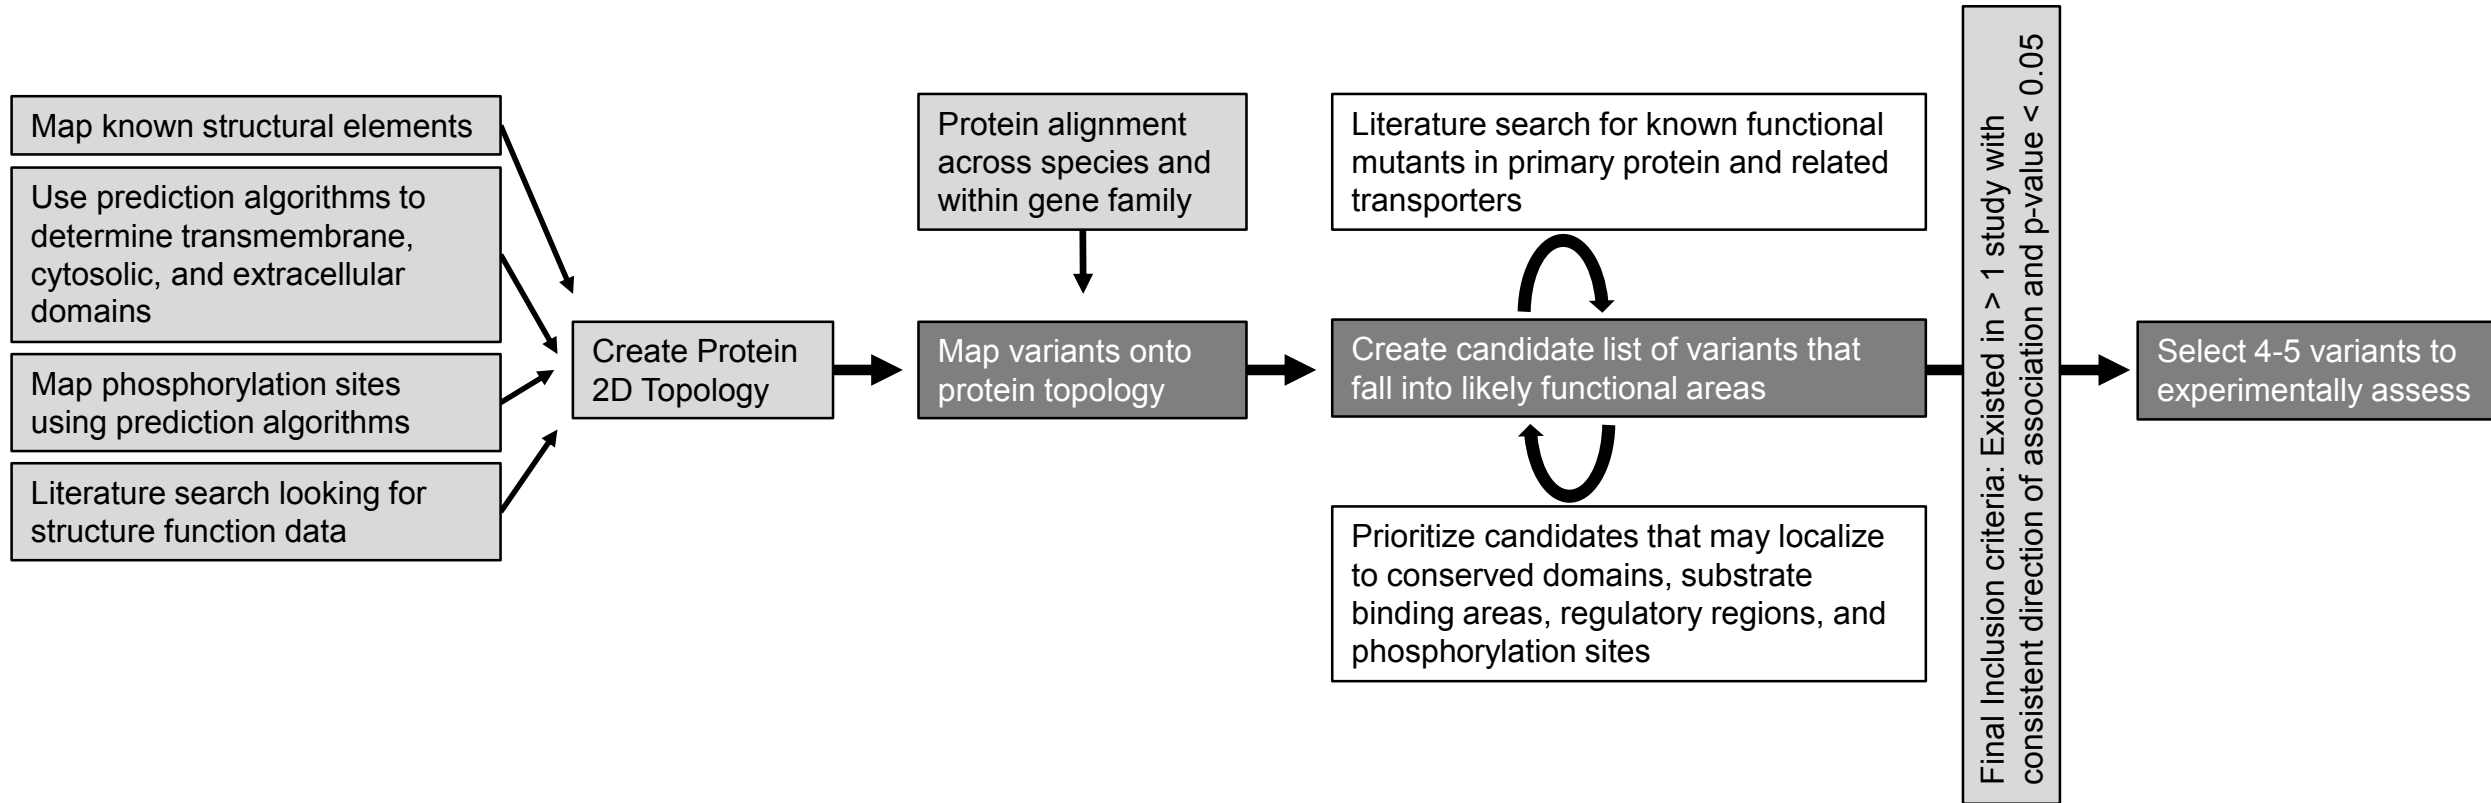 Map known structural elements
Use prediction algorithms to
determine transmembrane,
cytosolic, and extracellular
domains
Map phosphorylation sites
using prediction algorithms
Literature search looking for
structure function data
Create Protein
2D Topology
Protein alignment
across species and
within gene family
Map variants onto
protein topology
Literature search for known functional
mutants in primary protein and related
transporters
Create candidate list of variants that
fall into likely functional areas
Prioritize candidates that may localize
to conserved domains, substrate
binding areas, regulatory regions, and
phosphorylation sites
Final Inclusion criteria: Existed in > 1 study with
consistent direction of association and p-value < 0.05
Select 4-5 variants to
experimentally assess